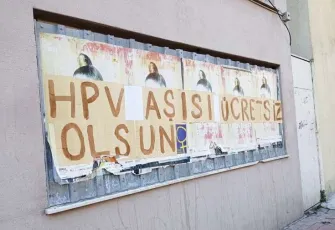 HPV AŞISI ÜCRETSİZ
OLSUN